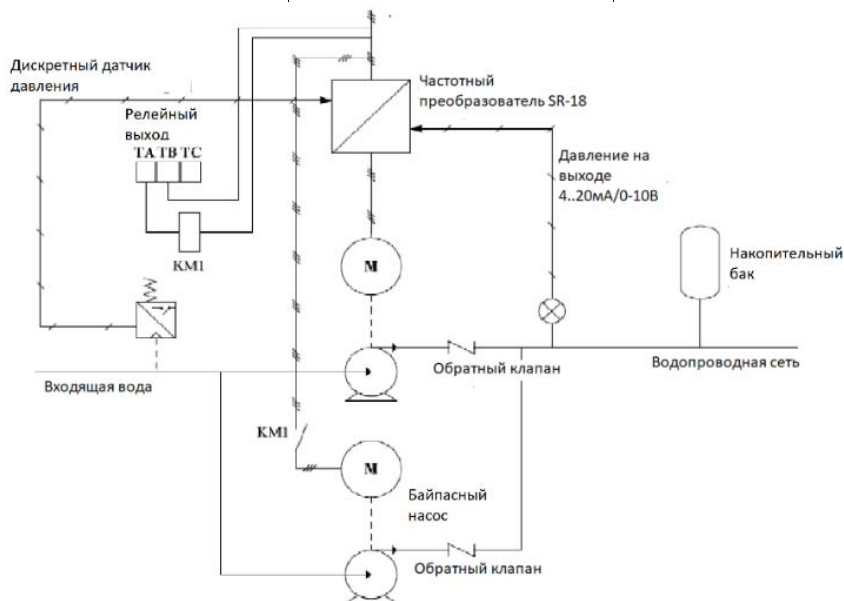 Дискретный датчик
давления
Частотный
преобразователь SR-18
Релейный
выход
TA TB TC
Давление на
выходе
4..20мА/0-10В
KM1
M
Накопительный
бак
Обратный клапан
Водопроводная сеть
Входящая вода
KM1
M
Байпасный
насос
Обратный клапан